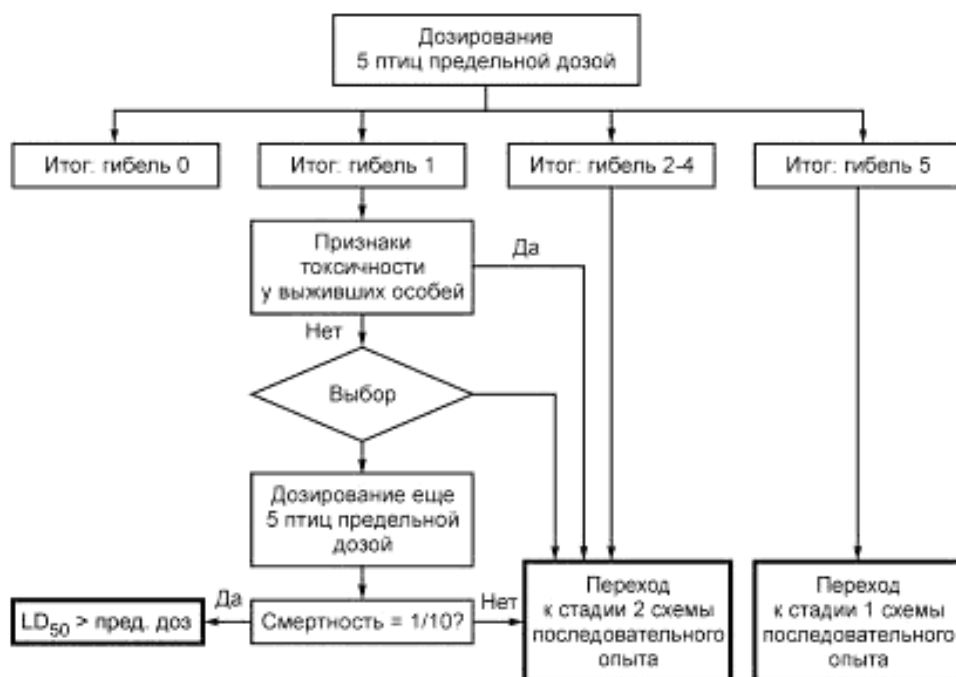 Дозирование
5 птиц предельной дозой
Итог: гибель 0
Итог: гибель 1
Итог: гибель 2-4
Итог: гибель 5
Признаки
токсичности
у выживших особей
Да
Нет
Выбор
Дозирование еще
5 птиц предельной
дозой
LD50 > пред. доз
Да
Смертность = 1/10?
Нет
Переход
к стадии 2 схемы
последовательного
опыта
Переход
к стадии 1 схемы
последовательного
опыта